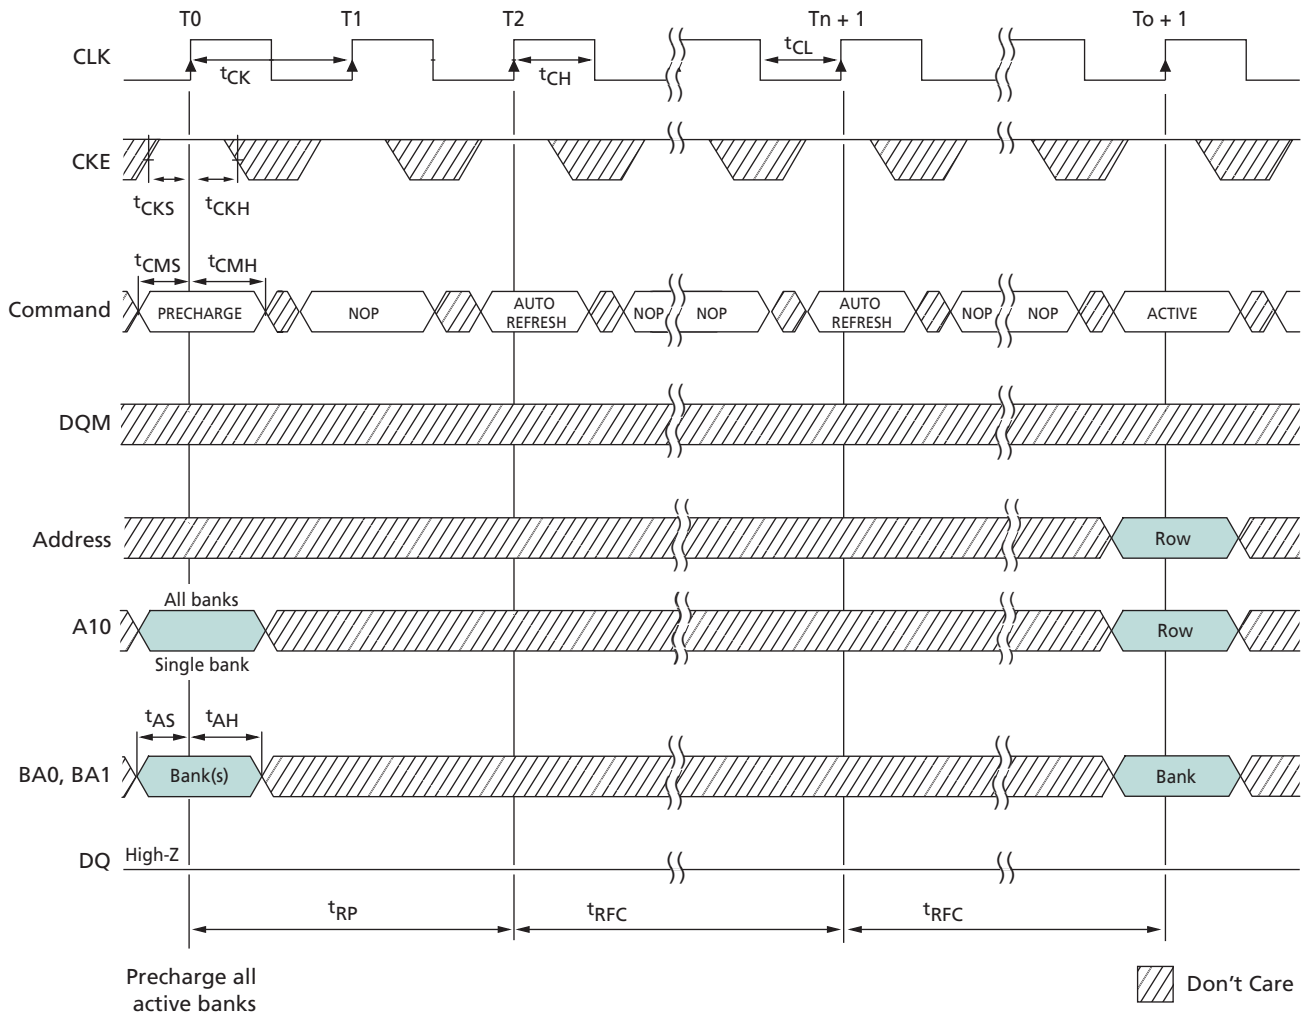 T0 T1 T2 Tn + 1 To + 1
CLK
tCK tCH tCL
CKE
tCKS tCKH
tCMS tCMH
Command PRECHARGE NOP AUTO REFRESH NOP NOP AUTO REFRESH NOP NOP ACTIVE
DQM
Address Row
All banks
A10 Row
Single bank
tAS tAH
BA0, BA1 Bank(s) Bank
DQ High-Z
tRP tRFC tRFC
Precharge all
active banks
Don't Care